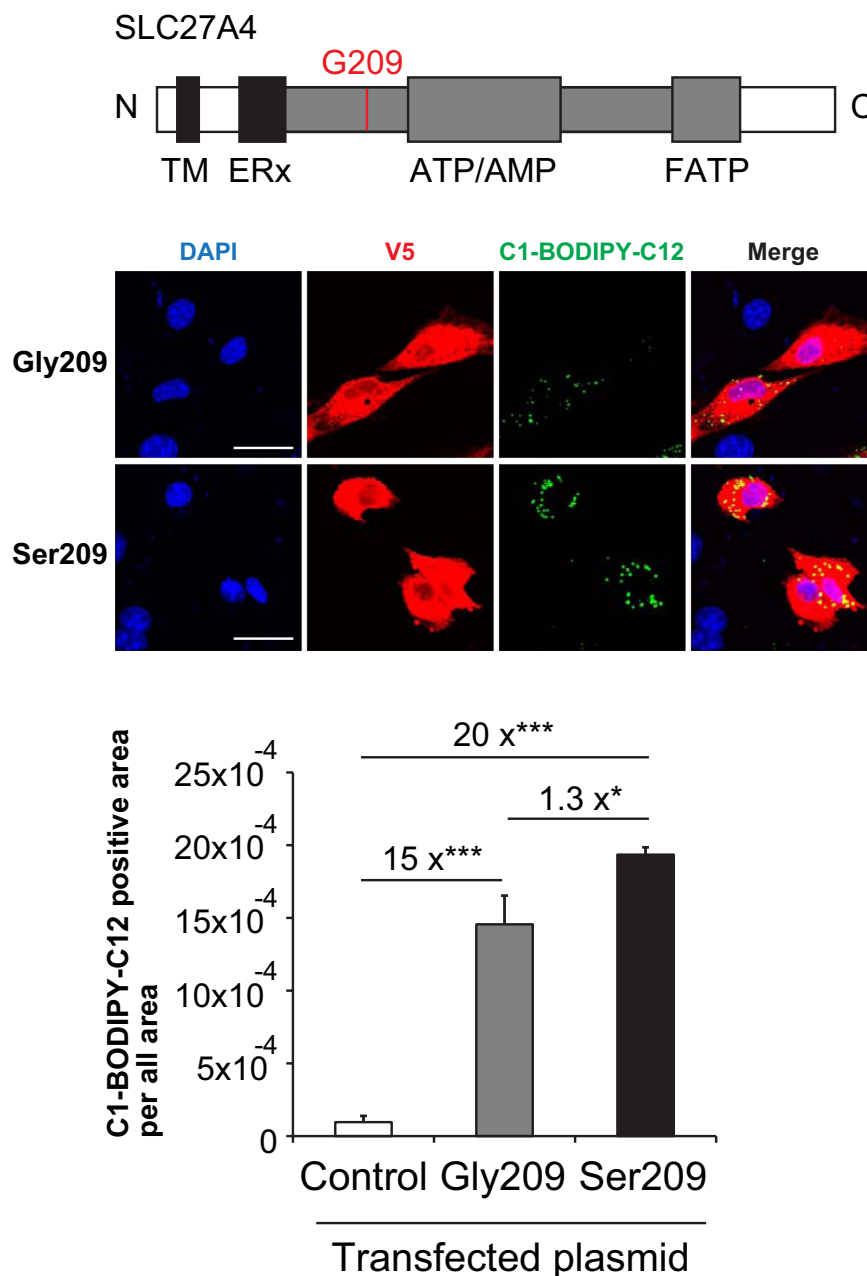 SLC27A4
G209
N
C
TM ERx ATP/AMP FATP
DAPI V5 C1-BODIPY-C12 Merge
Gly209
Ser209
20 x***
1.3 x*
15 x***
C1-BODIPY-C12 positive area
per all area
25x10-4
20x10-4
15x10-4
10x10-4
5x10-4
0
Control Gly209 Ser209
Transfected plasmid